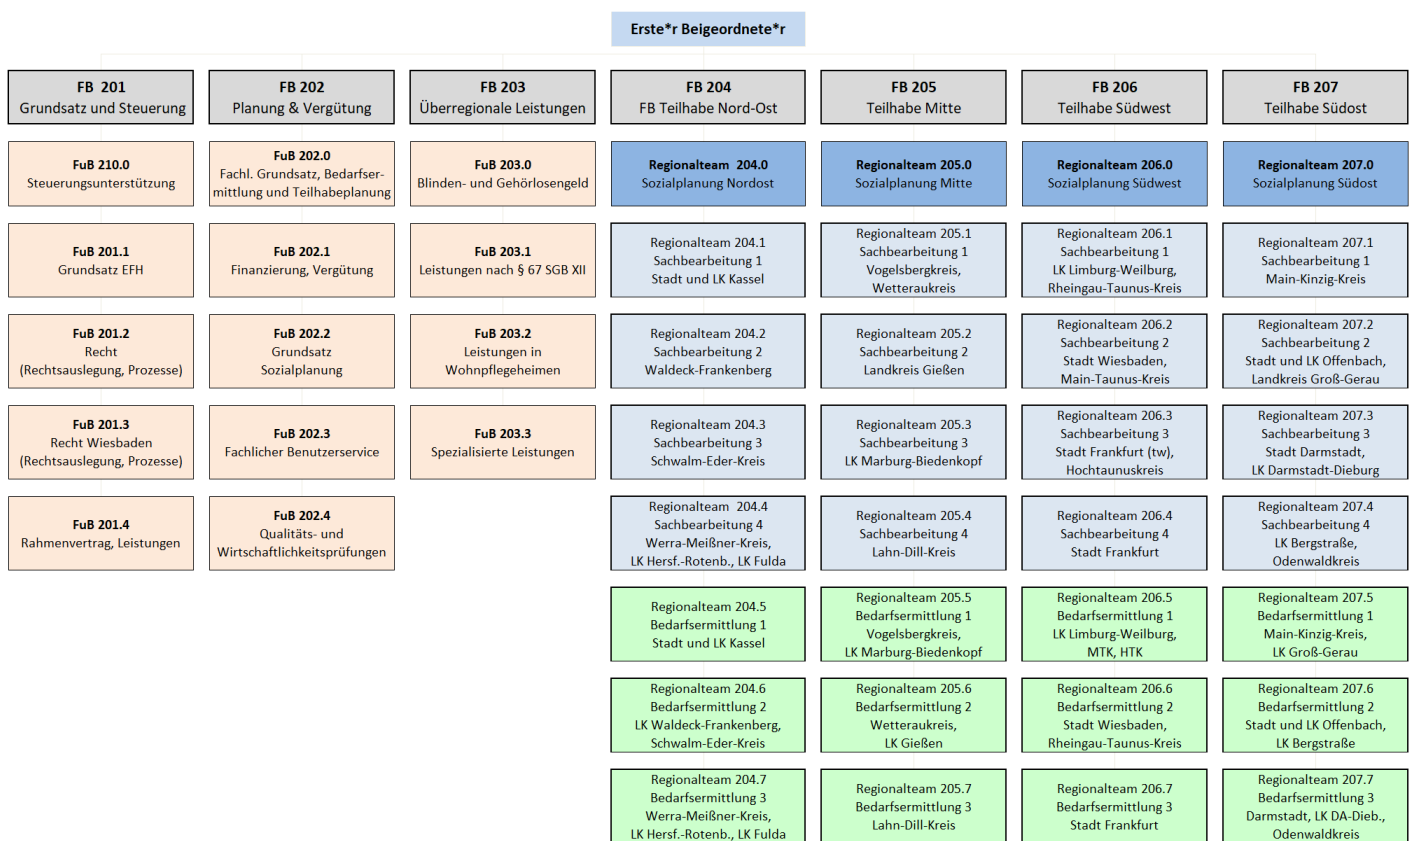 Erste*r Beigeordnete*r
FB 201
Grundsatz und Steuerung
FuB 210.0
Steuerungsunterstützung
FuB 201.1
Grundsatz EFH
FuB 201.2
Recht
(Rechtsauslegung, Prozesse)
FuB 201.3
Recht Wiesbaden
(Rechtsauslegung, Prozesse)
FuB 201.4
Rahmenvertrag, Leistungen
FB 202
Planung & Vergütung
FuB 202.0
Fachl. Grundsatz, Bedarfser-
mittlung und Teilhabeplanung
FuB 202.1
Finanzierung, Vergütung
FuB 202.2
Grundsatz
Sozialplanung
FuB 202.3
Fachlicher Benutzerservice
FuB 202.4
Qualitäts- und
Wirtschaftlichkeitsprüfungen
FB 203
Überregionale Leistungen
FuB 203.0
Blinden- und Gehörlosengeld
FuB 203.1
Leistungen nach § 67 SGB XII
FuB 203.2
Leistungen in
Wohnpflegeheimen
FuB 203.3
Spezialisierte Leistungen
FB 204
FB Teilhabe Nord-Ost
Regionalteam 204.0
Sozialplanung Nordost
Regionalteam 204.1
Sachbearbeitung 1
Stadt und LK Kassel
Regionalteam 204.2
Sachbearbeitung 2
Waldeck-Frankenberg
Regionalteam 204.3
Sachbearbeitung 3
Schwalm-Eder-Kreis
Regionalteam 204.4
Sachbearbeitung 4
Werra-Meißner-Kreis,
LK Hersf.-Rotenb., LK Fulda
Regionalteam 204.5
Bedarfsermittlung 1
Stadt und LK Kassel
Regionalteam 204.6
Bedarfsermittlung 2
LK Waldeck-Frankenberg,
Schwalm-Eder-Kreis
Regionalteam 204.7
Bedarfsermittlung 3
Werra-Meißner-Kreis,
LK Hersf.-Rotenb., LK Fulda
FB 205
Teilhabe Mitte
Regionalteam 205.0
Sozialplanung Mitte
Regionalteam 205.1
Sachbearbeitung 1
Vogelsbergkreis,
Wetteraukreis
Regionalteam 205.2
Sachbearbeitung 2
Landkreis Gießen
Regionalteam 205.3
Sachbearbeitung 3
LK Marburg-Biedenkopf
Regionalteam 205.4
Sachbearbeitung 4
Lahn-Dill-Kreis
Regionalteam 205.5
Bedarfsermittlung 1
Vogelsbergkreis,
LK Marburg-Biedenkopf
Regionalteam 205.6
Bedarfsermittlung 2
Wetteraukreis,
LK Gießen
Regionalteam 205.7
Bedarfsermittlung 3
Lahn-Dill-Kreis
FB 206
Teilhabe Südwest
Regionalteam 206.0
Sozialplanung Südwest
Regionalteam 206.1
Sachbearbeitung 1
LK Limburg-Weilburg,
Rheingau-Taunus-Kreis
Regionalteam 206.2
Sachbearbeitung 2
Stadt Wiesbaden,
Main-Taunus-Kreis
Regionalteam 206.3
Sachbearbeitung 3
Stadt Frankfurt (tw),
Hochtaunuskreis
Regionalteam 206.4
Sachbearbeitung 4
Stadt Frankfurt
Regionalteam 206.5
Bedarfsermittlung 1
LK Limburg-Weilburg,
MTK, HTK
Regionalteam 206.6
Bedarfsermittlung 2
Stadt Wiesbaden,
Rheingau-Taunus-Kreis
Regionalteam 206.7
Bedarfsermittlung 3
Stadt Frankfurt
FB 207
Teilhabe Südost
Regionalteam 207.0
Sozialplanung Südost
Regionalteam 207.1
Sachbearbeitung 1
Main-Kinzig-Kreis
Regionalteam 207.2
Sachbearbeitung 2
Stadt und LK Offenbach,
Landkreis Groß-Gerau
Regionalteam 207.3
Sachbearbeitung 3
Stadt Darmstadt,
LK Darmstadt-Dieburg
Regionalteam 207.4
Sachbearbeitung 4
LK Bergstraße,
Odenwaldkreis
Regionalteam 207.5
Bedarfsermittlung 1
Main-Kinzig-Kreis,
LK Groß-Gerau
Regionalteam 207.6
Bedarfsermittlung 2
Stadt und LK Offenbach,
LK Bergstraße
Regionalteam 207.7
Bedarfsermittlung 3
Darmstadt, LK DA-Dieb.,
Odenwaldkreis